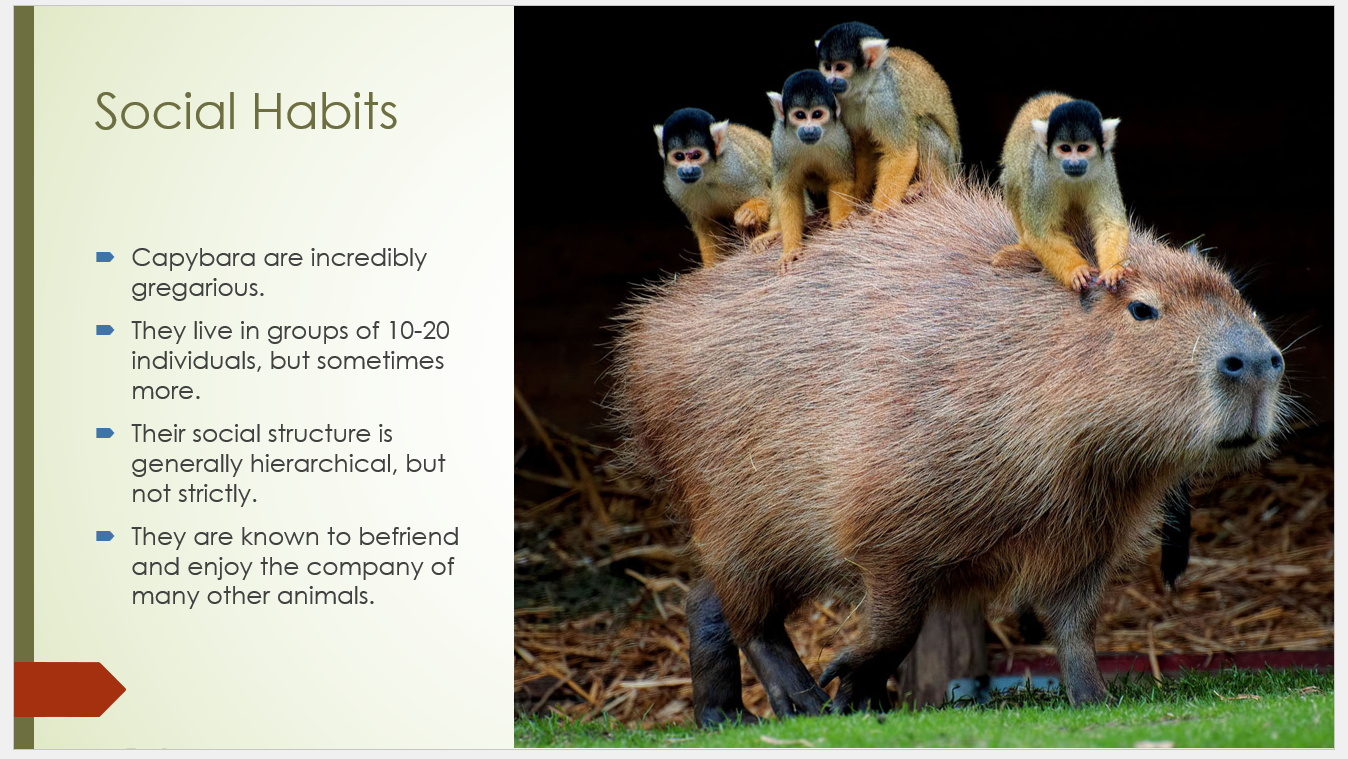 Social Habits
Capybara are incredibly
gregarious.
They live in groups of 10-20
individuals, but sometimes
more.
Their social structure is
generally hierarchical, but
not strictly.
They are known to befriend
and enjoy the company of
many other animals.